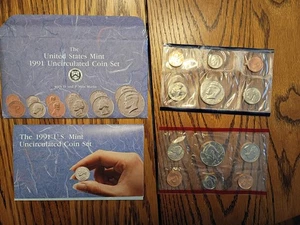 The
United States Mint
1991 Uncirculated Coin Set
The 1991 U.S. Mint
Uncirculated Coin Set